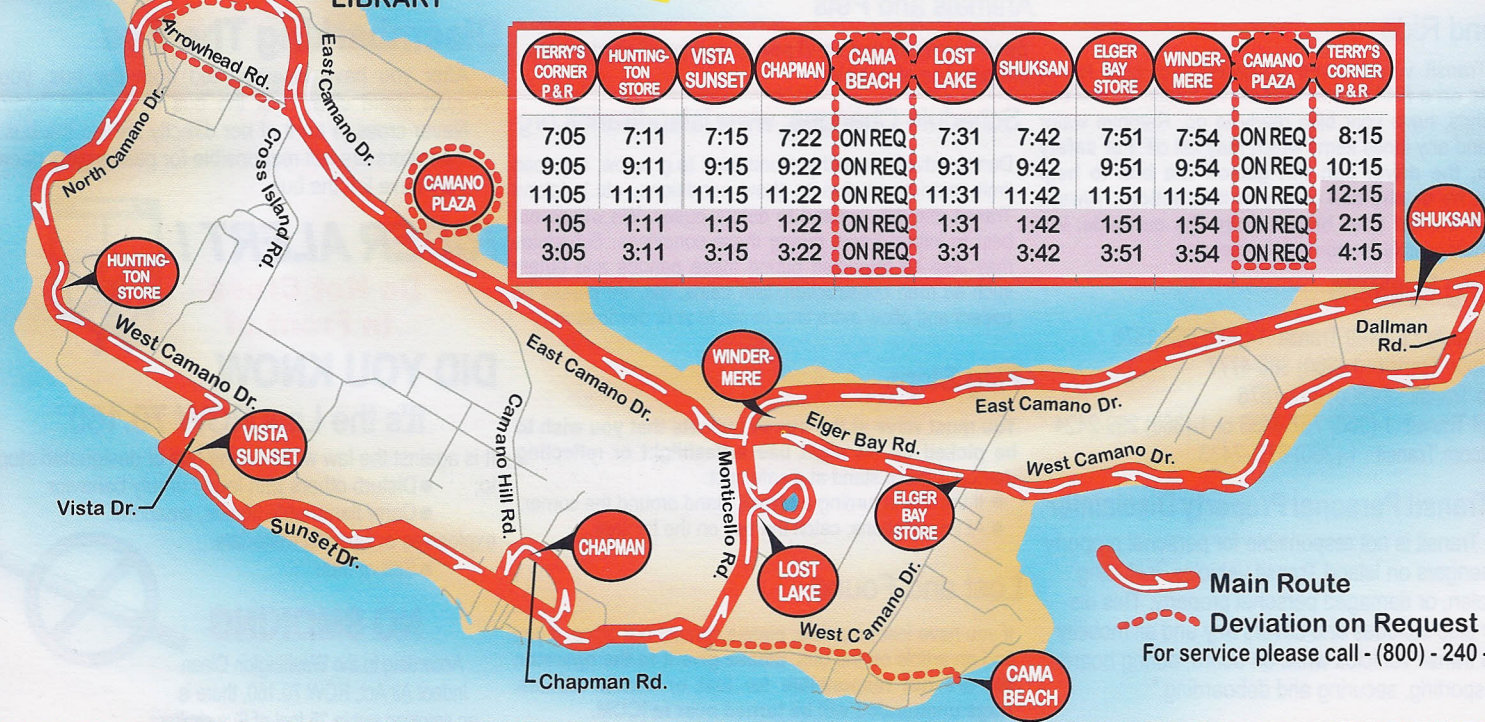 LIBRARY
TERRY'S CORNER P & R
HUNTING-TON STORE
VISTA SUNSET
CHAPMAN
CAMA BEACH
LOST LAKE
SHUKSAN
ELGER BAY STORE
WINDER-MERE
CAMANO PLAZA
TERRY'S CORNER P & R
7:05 7:11 7:15 7:22 ON REQ 7:31 7:42 7:51 7:54 ON REQ 8:15
9:05 9:11 9:15 9:22 ON REQ 9:31 9:42 9:51 9:54 ON REQ 10:15
11:05 11:11 11:15 11:22 ON REQ 11:31 11:42 11:51 11:54 ON REQ 12:15
1:05 1:11 1:15 1:22 ON REQ 1:31 1:42 1:51 1:54 ON REQ 2:15
3:05 3:11 3:15 3:22 ON REQ 3:31 3:42 3:51 3:54 ON REQ 4:15
Arrowhead Rd.
East Camano Dr.
North Camano Dr.
Cross Island Rd.
CAMANO
PLAZA
SHUKSAN
HUNTING-
TON
STORE
West Camano Dr.
East Camano Dr.
WINDER-
MERE
Dallman
Rd.
East Camano Dr.
Elger Bay Rd.
West Camano Dr.
VISTA
SUNSET
Camano Hill Rd.
Monticello Rd.
Vista Dr.
Sunset Dr.
ELGER
BAY
STORE
CHAPMAN
LOST
LAKE
West Camano Dr.
Main Route
Deviation on Request
For service please call - (800) - 240 -
Chapman Rd.
CAMA
BEACH